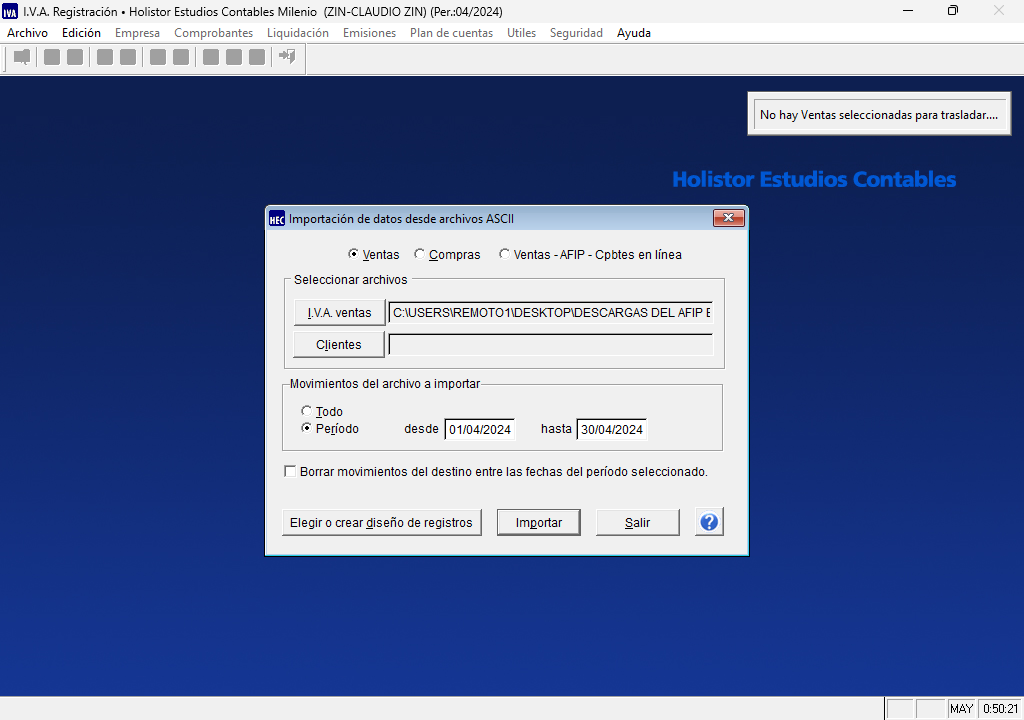 IVA I.V.A. Registración • Holistor Estudios Contables Milenio (ZIN-CLAUDIO ZIN) (Per.:04/2024)
Archivo Edición Empresa Comprobantes Liquidación Emisiones Plan de cuentas Utiles Seguridad Ayuda
No hay Ventas seleccionadas para trasladar....
Holistor Estudios Contables
HEC Importación de datos desde archivos ASCII
Ventas Compras Ventas - AFIP - Cpbtes en línea
Seleccionar archivos
I.V.A. ventas C:\USERS\REMOTO1\DESKTOP\DESCARGAS DEL AFIP E
Clientes
Movimientos del archivo a importar
Todo
Período desde 01/04/2024 hasta 30/04/2024
Borrar movimientos del destino entre las fechas del período seleccionado.
Elegir o crear diseño de registros Importar Salir ?
MAY 0:50:21